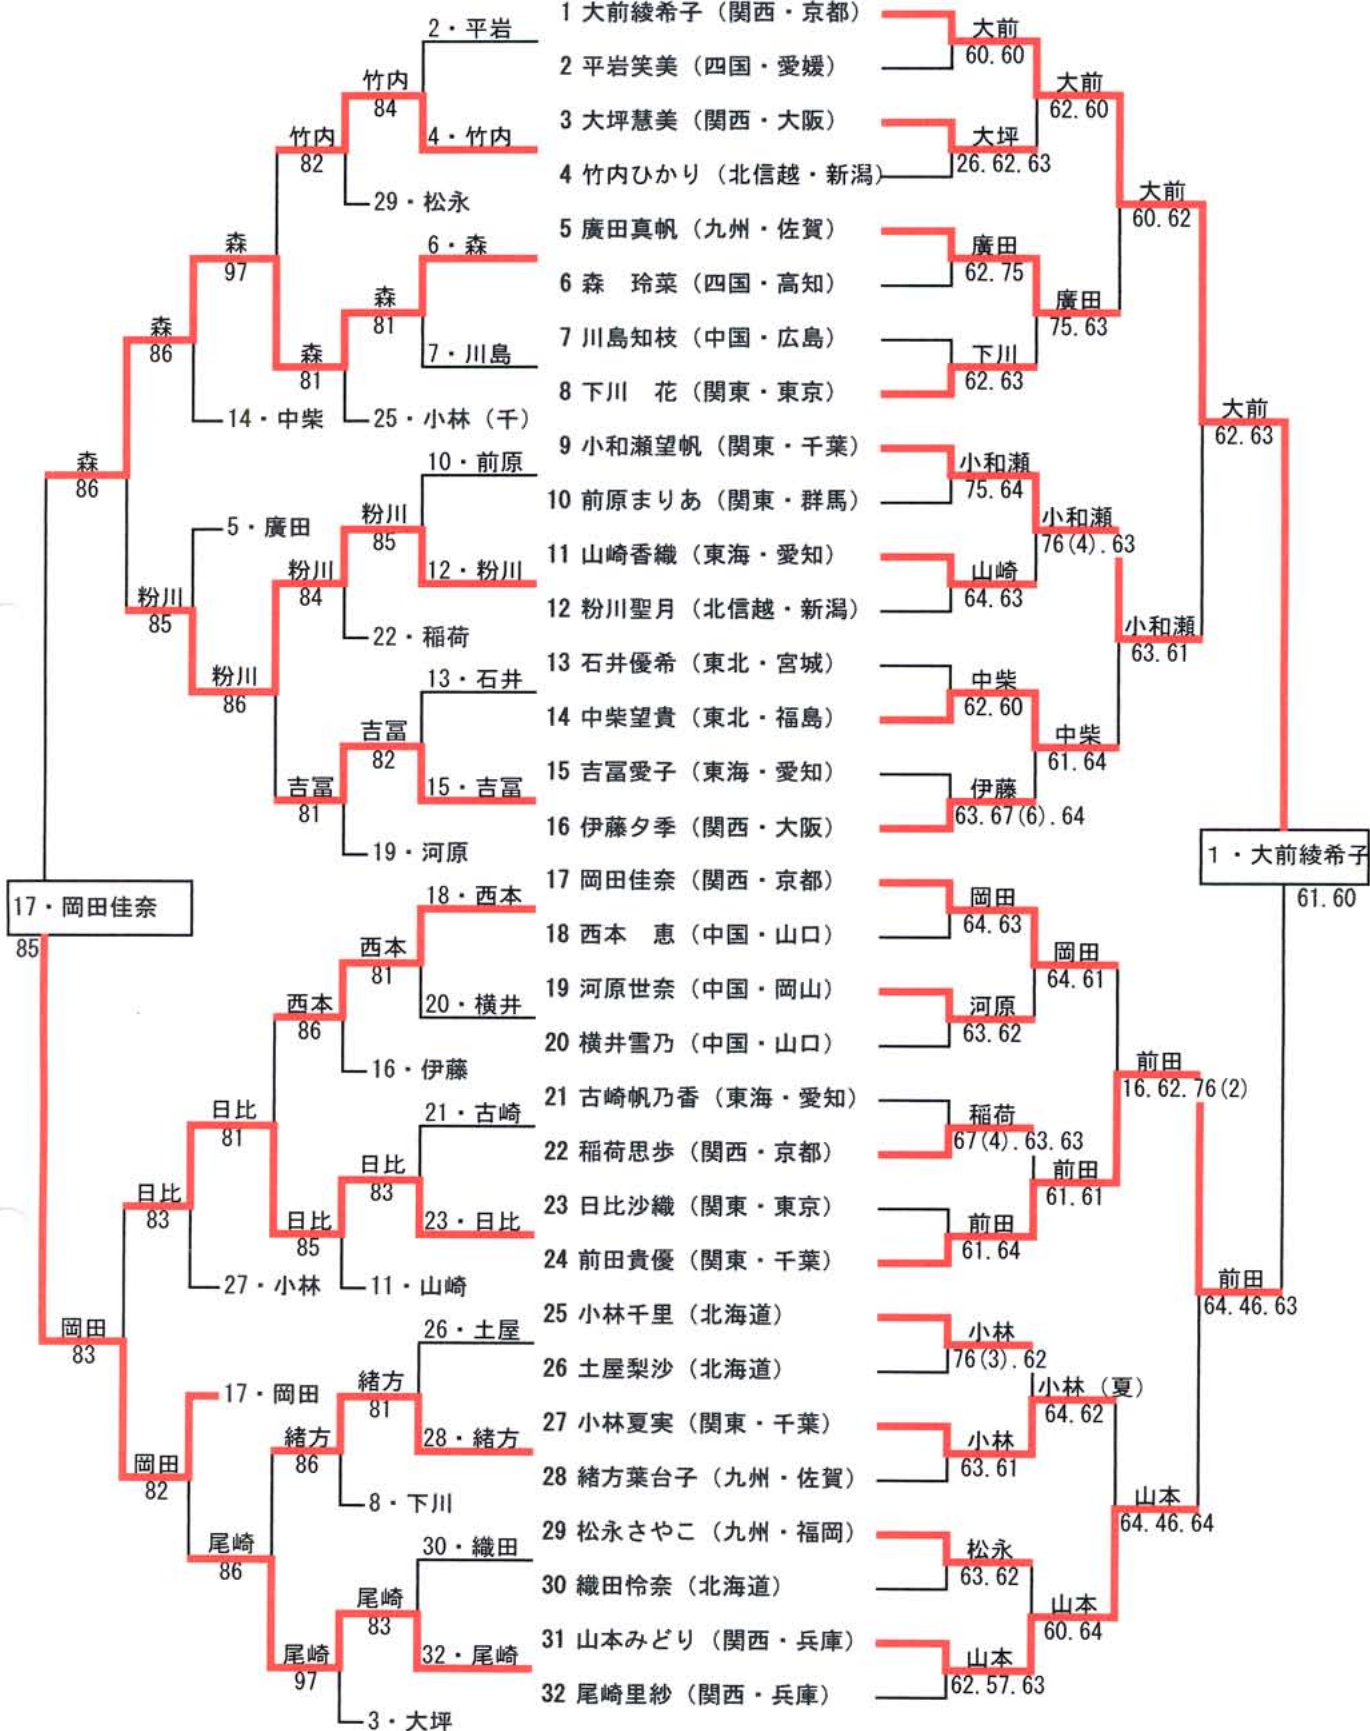 1 大前綾希子（関西・京都）
2 平岩笑美（四国・愛媛）
3 大坪慧美（関西・大阪）
4 竹内ひかり（北信越・新潟）
5 廣田真帆（九州・佐賀）
6 森　玲菜（四国・高知）
7 川島知枝（中国・広島）
8 下川　花（関東・東京）
9 小和瀬望帆（関東・千葉）
10 前原まりあ（関東・群馬）
11 山崎香織（東海・愛知）
12 粉川聖月（北信越・新潟）
13 石井優希（東北・宮城）
14 中柴望貴（東北・福島）
15 吉冨愛子（東海・愛知）
16 伊藤夕季（関西・大阪）
17 岡田佳奈（関西・京都）
18 西本　恵（中国・山口）
19 河原世奈（中国・岡山）
20 横井雪乃（中国・山口）
21 古崎帆乃香（東海・愛知）
22 稲荷思歩（関西・京都）
23 日比沙織（関東・東京）
24 前田貴優（関東・千葉）
25 小林千里（北海道）
26 土屋梨沙（北海道）
27 小林夏実（関東・千葉）
28 緒方葉台子（九州・佐賀）
29 松永さやこ（九州・福岡）
30 織田怜奈（北海道）
31 山本みどり（関西・兵庫）
32 尾崎里紗（関西・兵庫）
大前
60.60
大坪
26.62.63
廣田
62.75
下川
62.63
小和瀬
75.64
山崎
64.63
中柴
62.60
伊藤
63.67(6).64
岡田
64.63
河原
63.62
稲荷
67(4).63.63
前田
61.64
小林
76(3).62
小林
63.61
松永
63.62
山本
62.57.63
大前
62.60
廣田
75.63
小和瀬
76(4).63
中柴
61.64
岡田
64.61
前田
61.61
小林（夏）
64.62
山本
60.64
大前
60.62
小和瀬
63.61
前田
16.62.76(2)
山本
64.46.64
大前
62.63
前田
64.46.63
1・大前綾希子
61.60
2・平岩
4・竹内
6・森
7・川島
10・前原
12・粉川
13・石井
15・吉冨
18・西本
20・横井
21・古崎
23・日比
26・土屋
28・緒方
30・織田
32・尾崎
竹内
84
29・松永
森
81
25・小林（千）
粉川
85
22・稲荷
吉冨
82
19・河原
西本
81
16・伊藤
日比
83
11・山崎
緒方
81
8・下川
尾崎
83
3・大坪
竹内
82
森
81
粉川
84
吉冨
81
西本
86
日比
85
緒方
86
尾崎
97
森
97
14・中柴
5・廣田
粉川
86
日比
81
27・小林
17・岡田
尾崎
86
森
86
粉川
85
日比
83
岡田
82
森
86
岡田
83
17・岡田佳奈
85